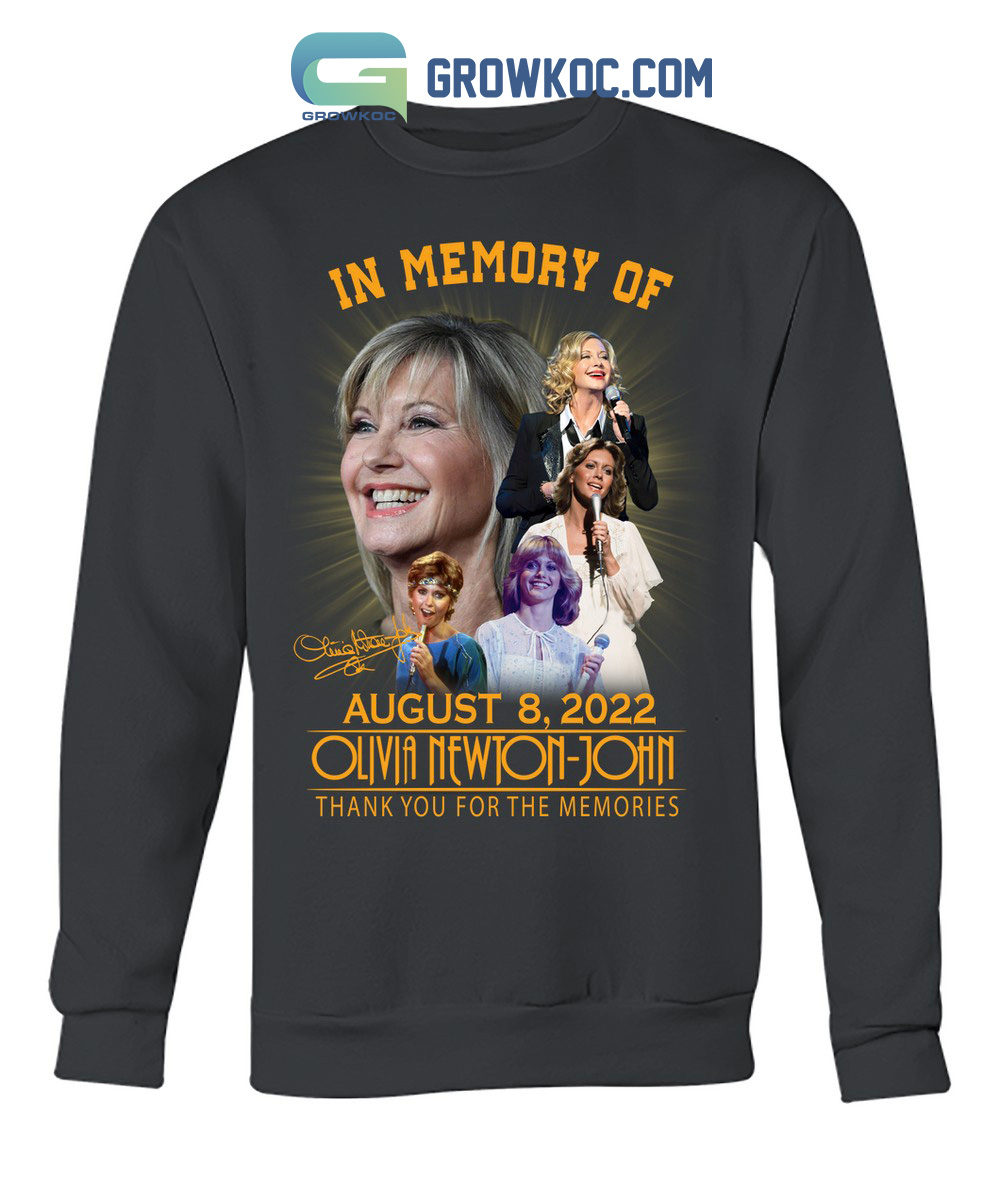 GROWKOC.COM
GROWKOC
IN MEMORY OF
AUGUST 8, 2022
OLIVIA NEWTON-JOHN
THANK YOU FOR THE MEMORIES